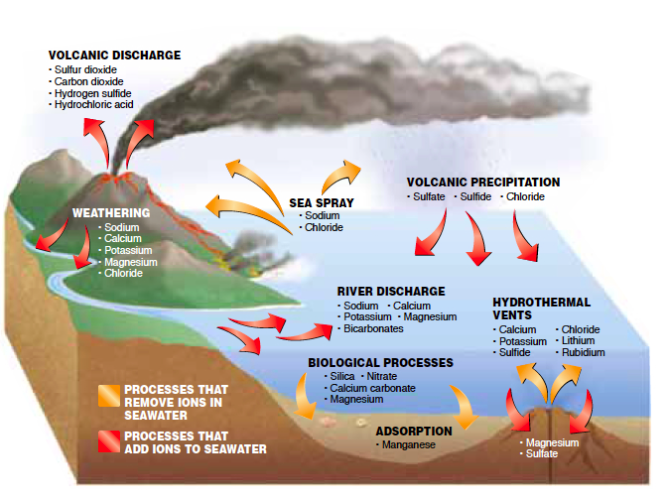 VOLCANIC DISCHARGE
· Sulfur dioxide
· Carbon dioxide
· Hydrogen sulfide
· Hydrochloric acid
VOLCANIC PRECIPITATION
· Sulfate · Sulfide · Chloride
SEA SPRAY
· Sodium
· Chloride
WEATHERING
· Sodium
· Calcium
· Potassium
· Magnesium
· Chloride
RIVER DISCHARGE
· Sodium · Calcium
· Potassium · Magnesium
· Bicarbonates
HYDROTHERMAL
VENTS
· Calcium · Chloride
· Potassium · Lithium
· Sulfide · Rubidium
BIOLOGICAL PROCESSES
· Silica · Nitrate
· Calcium carbonate
· Magnesium
ADSORPTION
· Manganese
· Magnesium
· Sulfate
PROCESSES THAT
REMOVE IONS IN
SEAWATER
PROCESSES THAT
ADD IONS TO SEAWATER